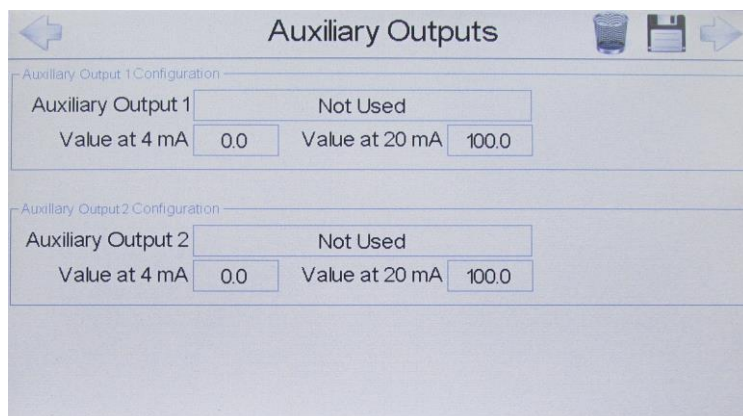 Auxiliary Outputs
Auxillary Output 1 Configuration
Auxiliary Output 1 Not Used
Value at 4 mA 0.0 Value at 20 mA 100.0
Auxillary Output 2 Configuration
Auxiliary Output 2 Not Used
Value at 4 mA 0.0 Value at 20 mA 100.0